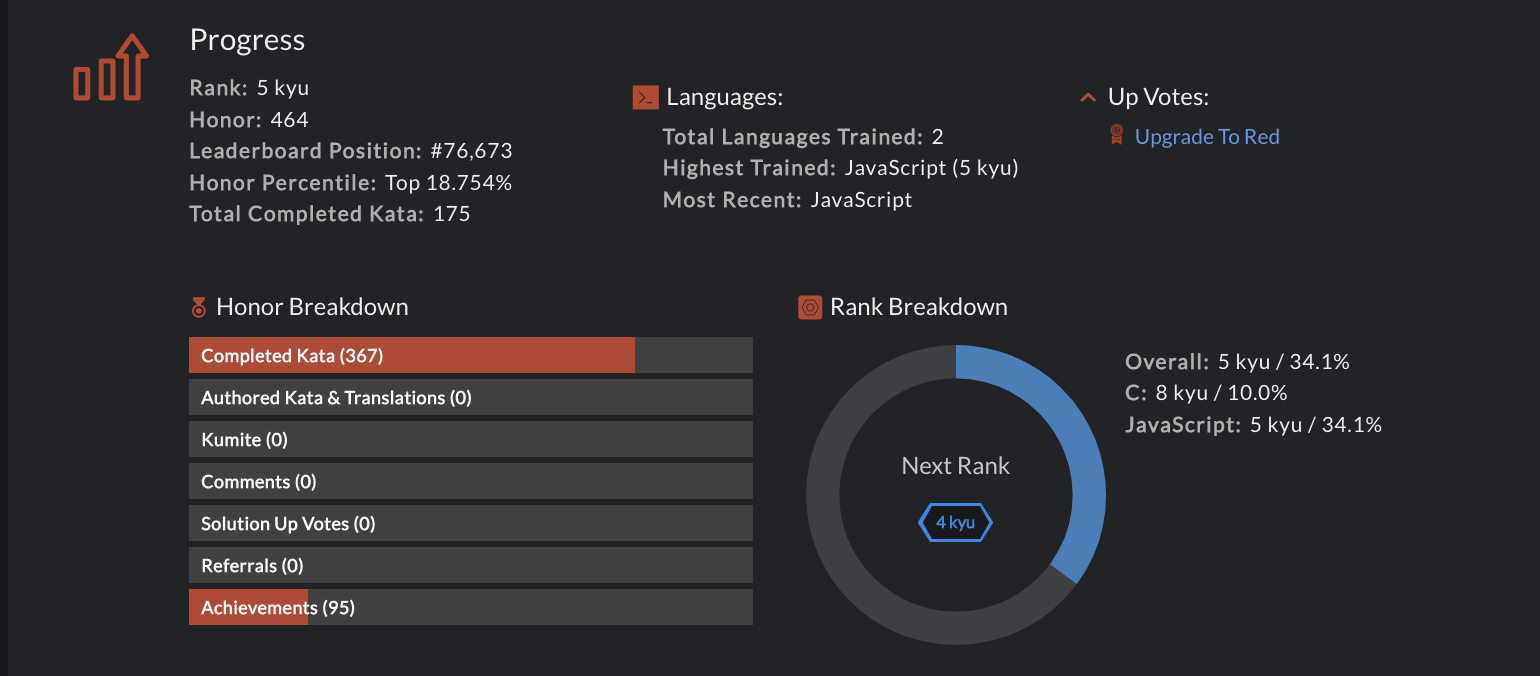 Progress
Rank: 5 kyu
Honor: 464
Leaderboard Position: #76,673
Honor Percentile: Top 18.754%
Total Completed Kata: 175
Languages:
Total Languages Trained: 2
Highest Trained: JavaScript (5 kyu)
Most Recent: JavaScript
Up Votes:
Upgrade To Red
Honor Breakdown
Completed Kata (367)
Authored Kata & Translations (0)
Kumite (0)
Comments (0)
Solution Up Votes (0)
Referrals (0)
Achievements (95)
Rank Breakdown
Next Rank
4 kyu
Overall: 5 kyu / 34.1%
C: 8 kyu / 10.0%
JavaScript: 5 kyu / 34.1%